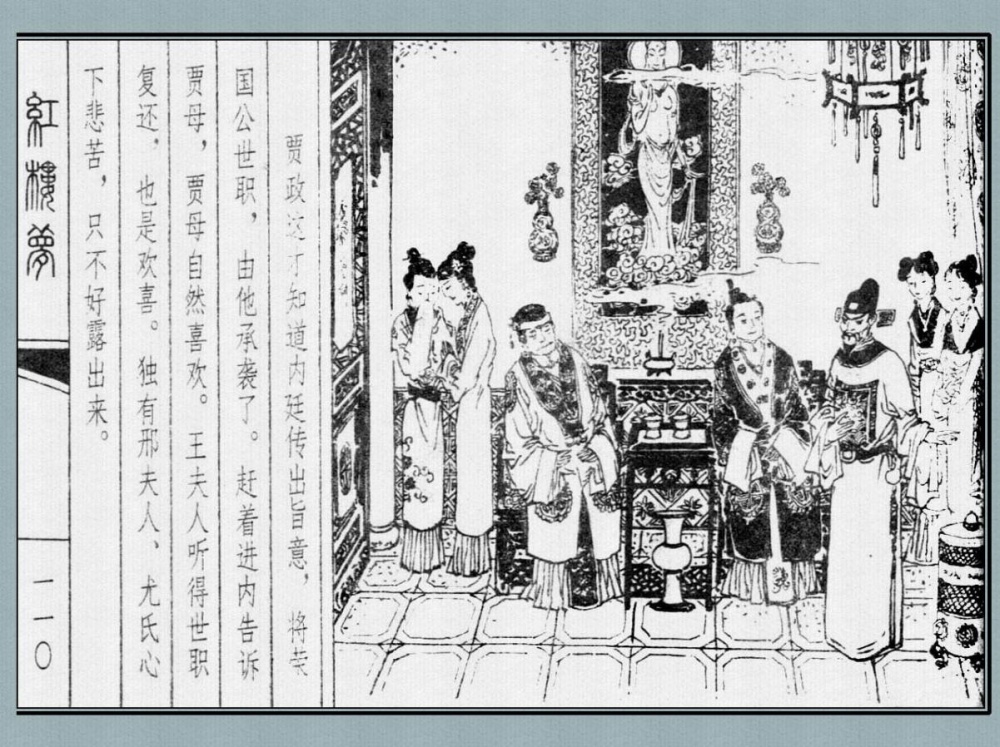 贾政这才知道内廷传出旨意，将荣
国公世职，由他承袭了。赶着进内告诉
贾母，贾母自然喜欢。王夫人听得世职
复还，也是欢喜。独有邢夫人、尤氏心
下悲苦，只不好露出来。
紅樓夢
一一〇